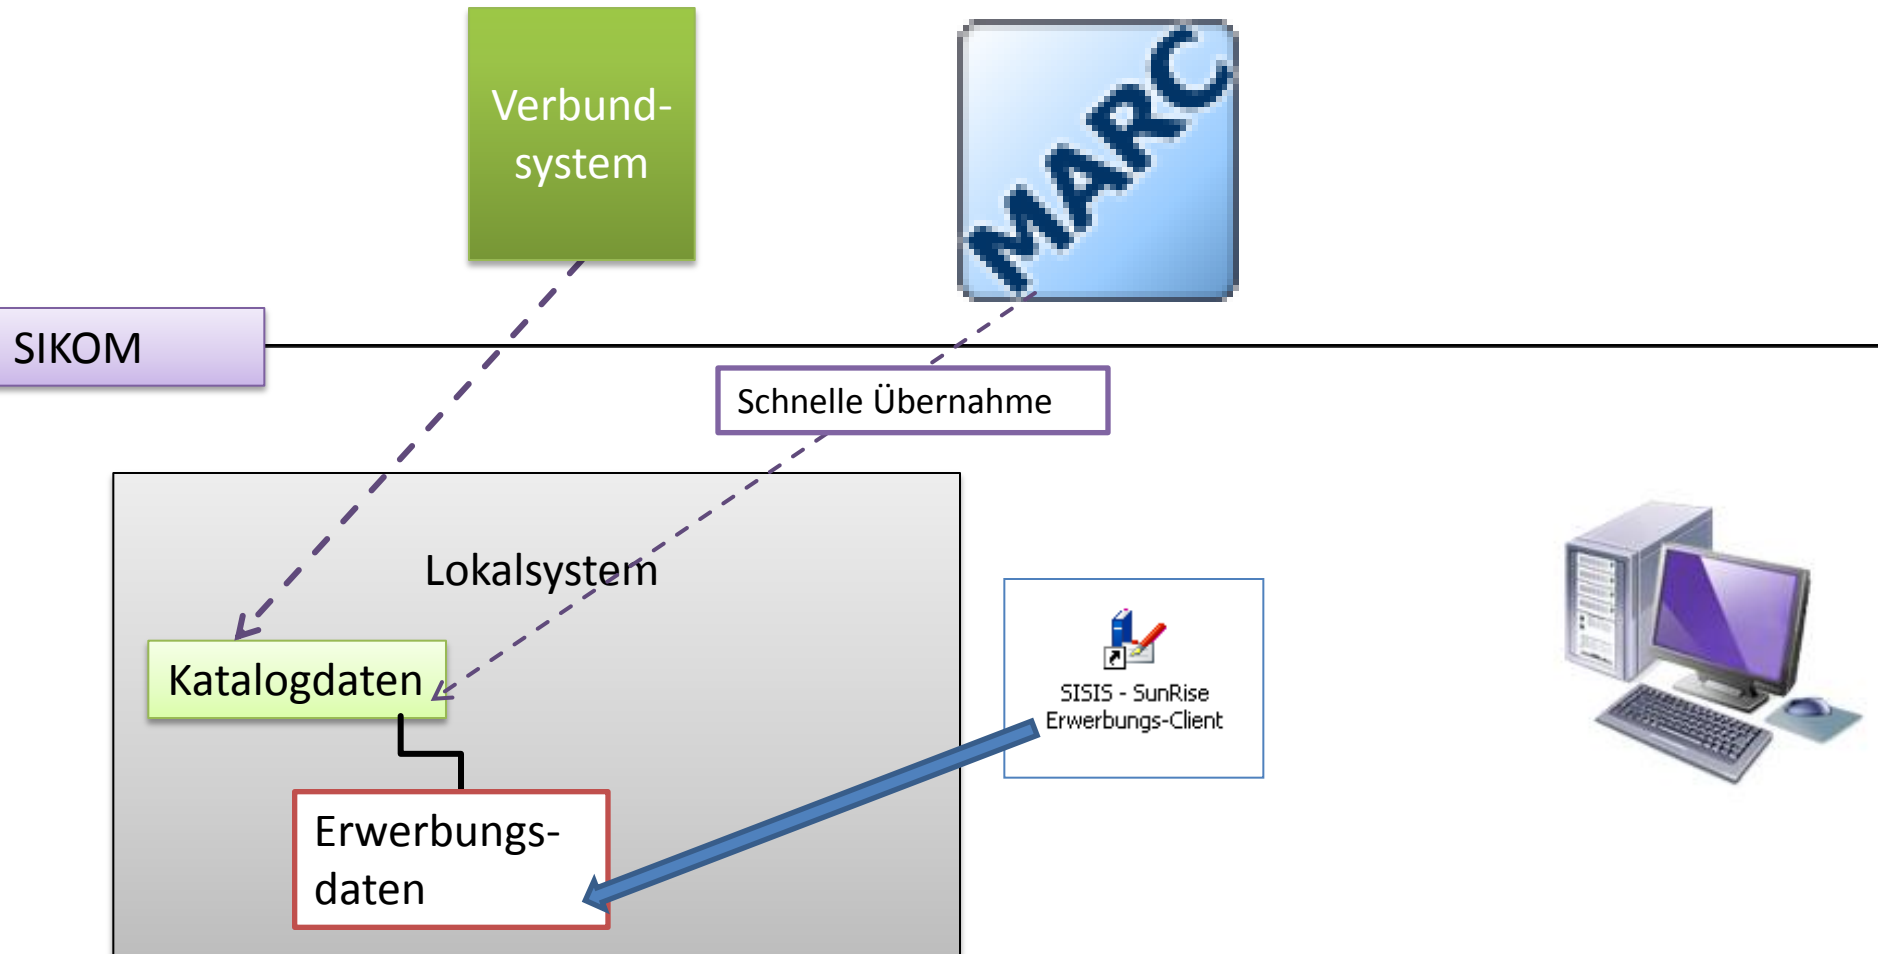 Verbund-
system
MARC
SIKOM
Schnelle Übernahme
Lokalsystem
Katalogdaten
SISIS - SunRise
Erwerbungs-Client
Erwerbungs-
daten